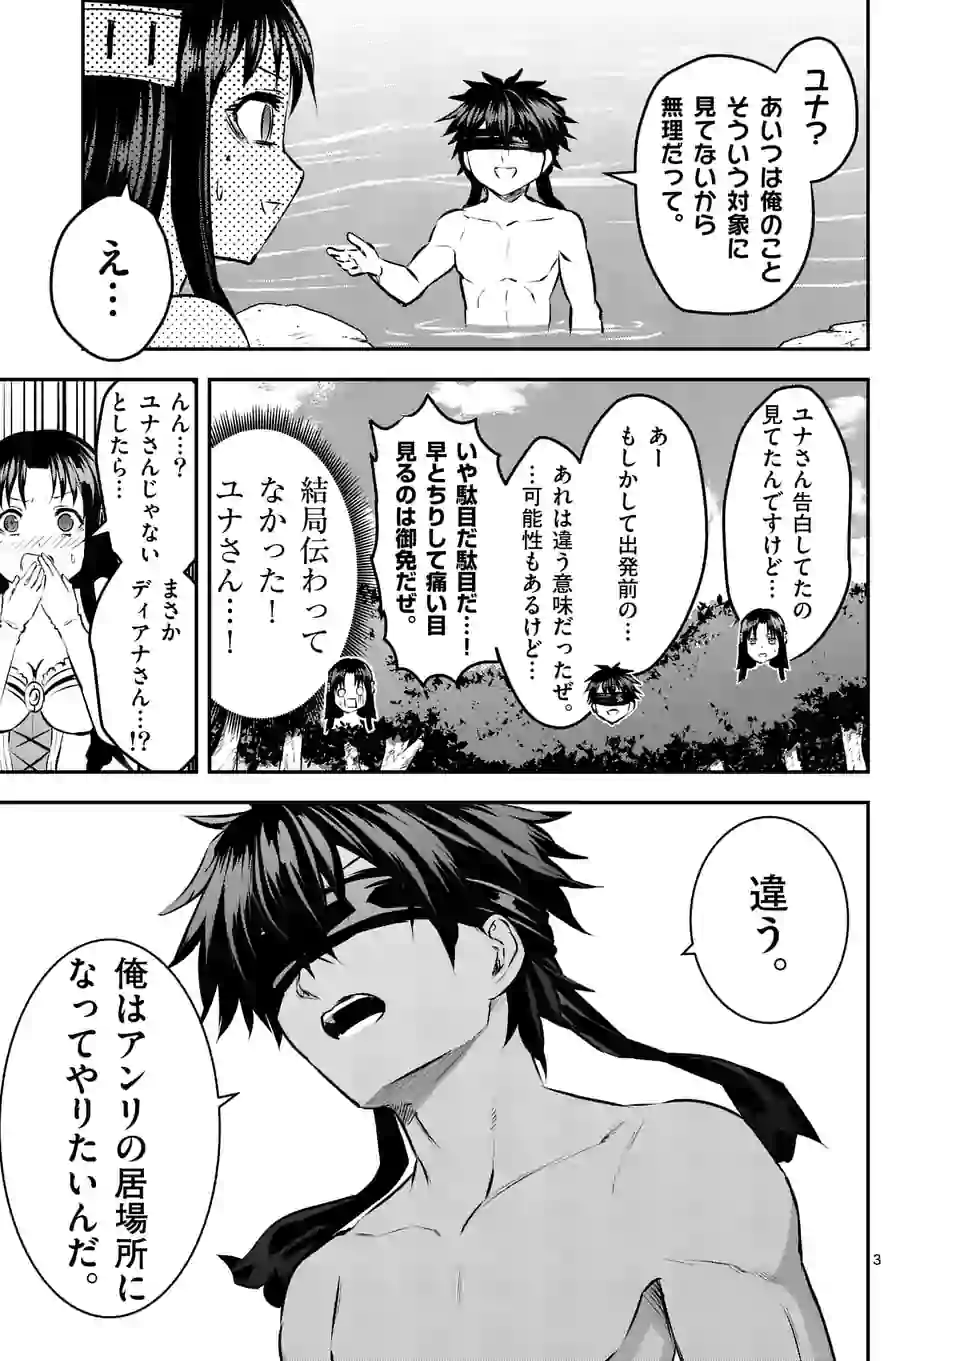 ユナ?
あいつは俺のこと
そういう対象に
見てないから
無理だって。
え…
ユナさん告白してたの
見てたんですけど…
あー
もしかして出発前の…
あれは違う意味だったぜ。
…可能性もあるけど…
いや駄目だ駄目だ…!
早とちりして痛い目
見るのは御免だぜ。
結局伝わって
なかった!
ユナさん…!
んん…?
ユナさんじゃない
としたら…
まさか
ディアナさん…!?
違う。
俺はアンリの居場所に
なってやりたいんだ。
3